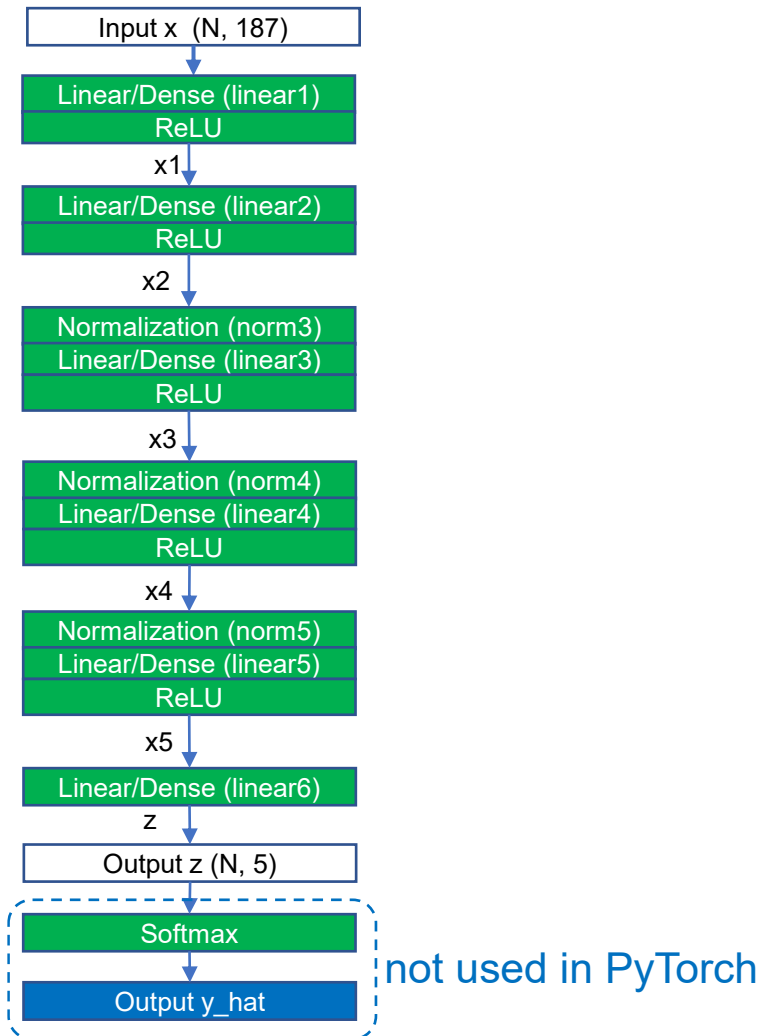 Input x (N, 187)
Linear/Dense (linear1)
ReLU
x1
Linear/Dense (linear2)
ReLU
x2
Normalization (norm3)
Linear/Dense (linear3)
ReLU
x3
Normalization (norm4)
Linear/Dense (linear4)
ReLU
x4
Normalization (norm5)
Linear/Dense (linear5)
ReLU
x5
Linear/Dense (linear6)
z
Output z (N, 5)
Softmax
not used in PyTorch
Output y_hat